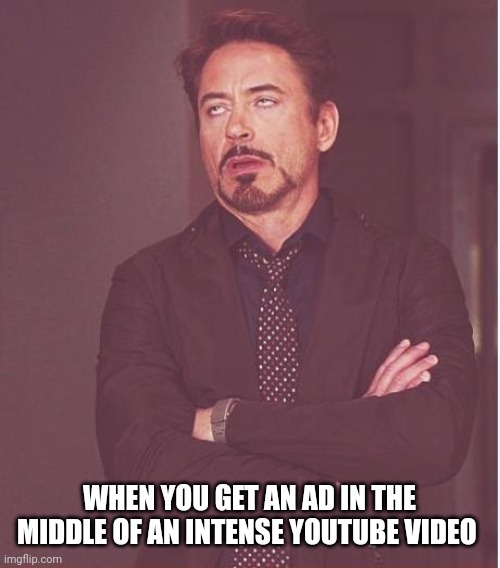 WHEN YOU GET AN AD IN THE
MIDDLE OF AN INTENSE YOUTUBE VIDEO
imgflip.com